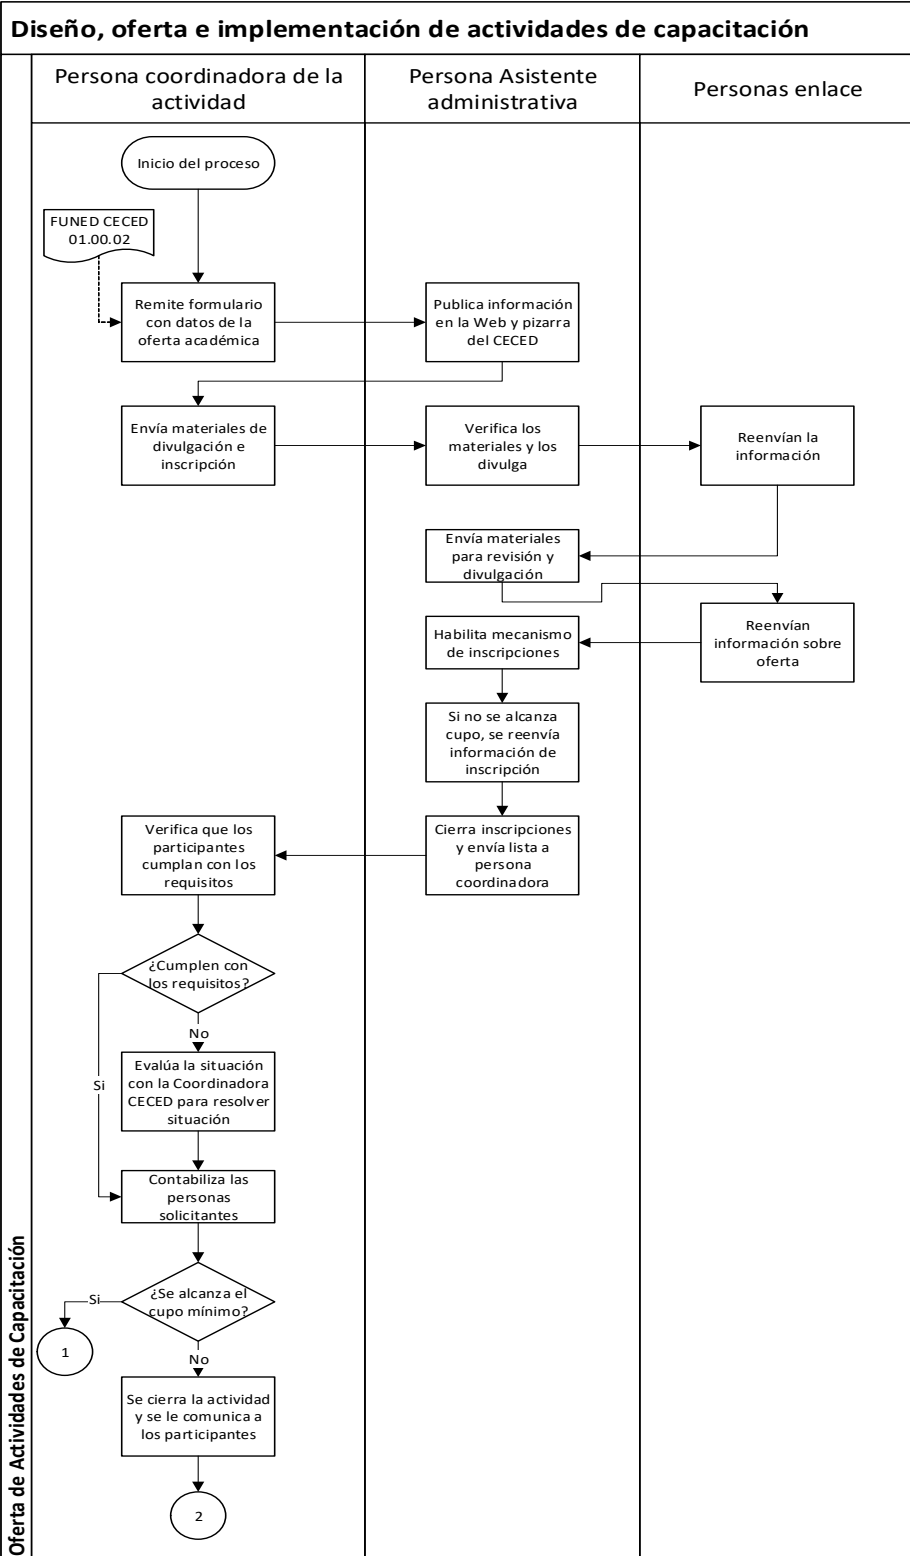 Diseño, oferta e implementación de actividades de capacitación
Persona coordinadora de la
actividad
Persona Asistente
administrativa
Personas enlace
Inicio del proceso
FUNED CECED
01.00.02
Remite formulario
con datos de la
oferta académica
Publica información
en la Web y pizarra
del CECED
Envía materiales de
divulgación e
inscripción
Verifica los
materiales y los
divulga
Reenvían la
información
Envía materiales
para revisión y
divulgación
Reenvían
información sobre
oferta
Habilita mecanismo
de inscripciones
Si no se alcanza
cupo, se reenvía
información de
inscripción
Cierra inscripciones
y envía lista a
persona
coordinadora
Verifica que los
participantes
cumplan con los
requisitos
¿Cumplen con
los requisitos?
No
Si
Evalúa la situación
con la Coordinadora
CECED para resolver
situación
Contabiliza las
personas
solicitantes
¿Se alcanza el
cupo mínimo?
Si
1
No
Se cierra la actividad
y se le comunica a
los participantes
2
Oferta de Actividades de Capacitación